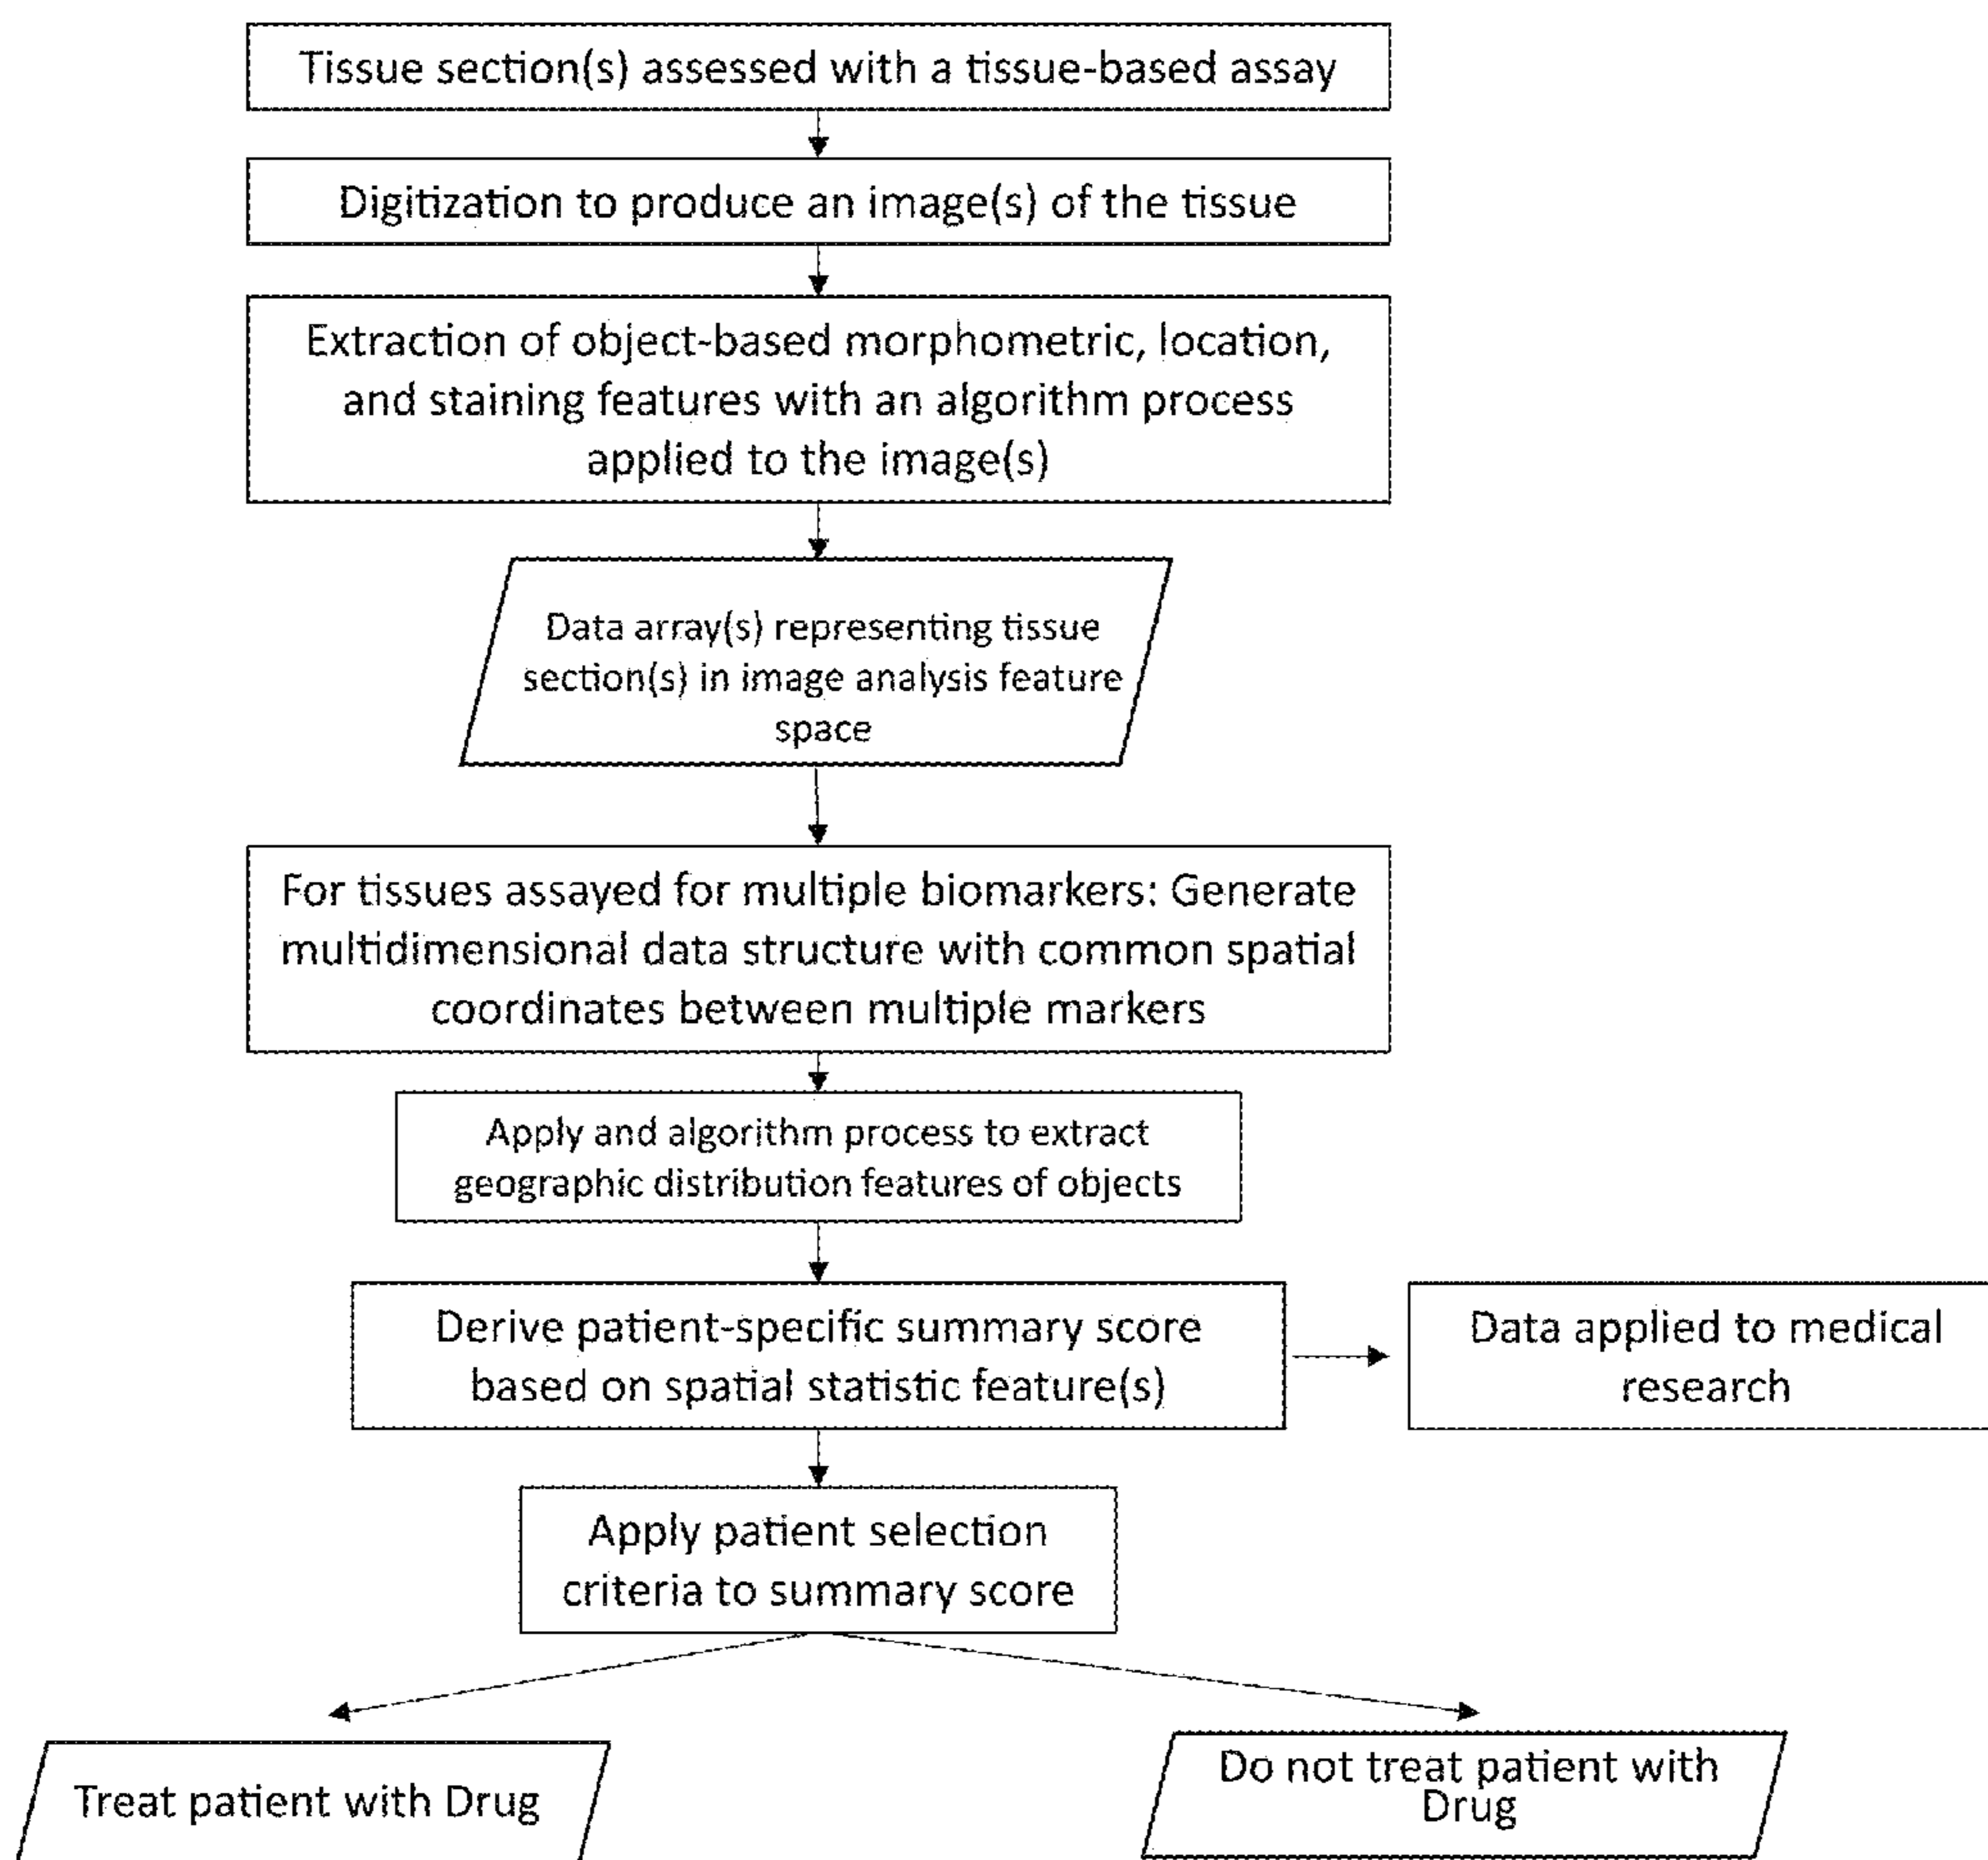 Tissue section(s) assessed with a tissue-based assay
Digitization to produce an image(s) of the tissue
Extraction of object-based morphometric, location,
and staining features with an algorithm process
applied to the image(s)
Data array(s) representing tissue
section(s) in image analysis feature
space
For tissues assayed for multiple biomarkers: Generate
multidimensional data structure with common spatial
coordinates between multiple markers
Apply and algorithm process to extract
geographic distribution features of objects
Derive patient-specific summary score
based on spatial statistic feature(s)
Data applied to medical
research
Apply patient selection
criteria to summary score
Treat patient with Drug
Do not treat patient with
Drug